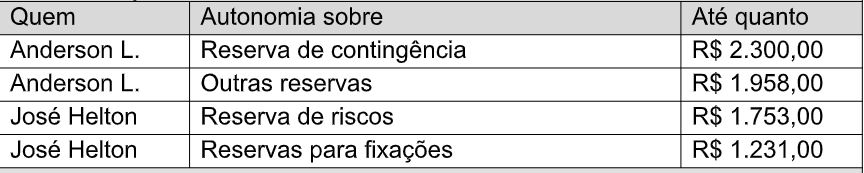 Quem Autonomia sobre Até quanto
Anderson L. Reserva de contingência R$ 2.300,00
Anderson L. Outras reservas R$ 1.958,00
José Helton Reserva de riscos R$ 1.753,00
José Helton Reservas para fixações R$ 1.231,00